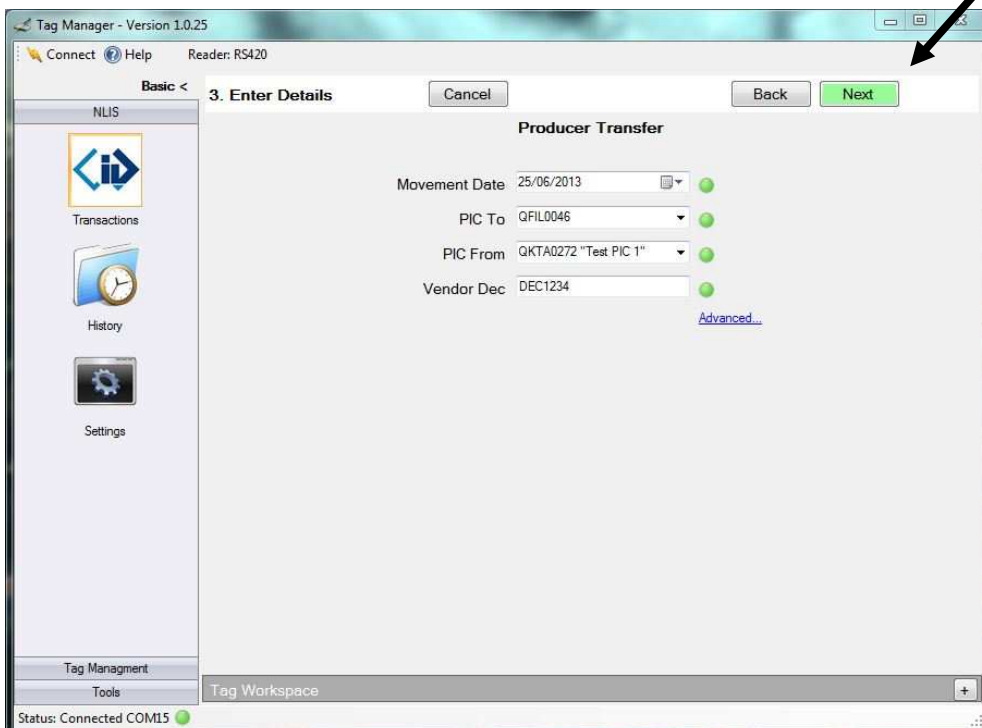 Tag Manager - Version 1.0.25
Connect Help Reader: RS420
Basic <
NLIS
Transactions
History
Settings
Tag Managment
Tools
3. Enter Details Cancel Back Next
Producer Transfer
Movement Date 25/06/2013
PIC To QFIL0046
PIC From QKTA0272 "Test PIC 1"
Vendor Dec DEC1234
Advanced...
Tag Workspace +
Status: Connected COM15